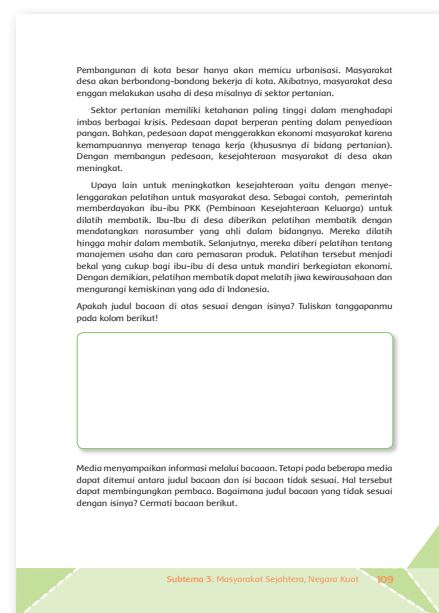 Pembangunan di kota besar hanya akan memicu urbanisasi. Masyarakat
desa akan berbondong-bondong bekerja di kota. Akibatnya, masyarakat desa
enggan melakukan usaha di desa misalnya di sektor pertanian.
Sektor pertanian memiliki ketahanan paling tinggi dalam menghadapi
imbas berbagai krisis. Pedesaan dapat berperan penting dalam penyediaan
pangan. Bahkan, pedesaan dapat menggerakkan ekonomi masyarakat karena
kemampuannya menyerap tenaga kerja (khususnya di bidang pertanian).
Dengan membangun pedesaan, kesejahteraan masyarakat di desa akan
meningkat.
Upaya lain untuk meningkatkan kesejahteraan yaitu dengan menye-
lenggarakan pelatihan untuk masyarakat desa. Sebagai contoh, pemerintah
memberdayakan ibu-ibu PKK (Pembinaan Kesejahteraan Keluarga) untuk
dilatih membatik. Ibu-Ibu di desa diberikan pelatihan membatik dengan
mendatangkan narasumber yang ahli dalam bidangnya. Mereka dilatih
hingga mahir dalam membatik. Selanjutnya, mereka diberi pelatihan tentang
manajemen usaha dan cara pemasaran produk. Pelatihan tersebut menjadi
bekal yang cukup bagi ibu-ibu di desa untuk mandiri berkegiatan ekonomi.
Dengan demikian, pelatihan membatik dapat melatih jiwa kewirausahaan dan
mengurangi kemiskinan yang ada di Indonesia.
Apakah judul bacaan di atas sesuai dengan isinya? Tuliskan tanggapanmu
pada kolom berikut!
Media menyampaikan informasi melalui bacaaan. Tetapi pada beberapa media
dapat ditemui antara judul bacaan dan isi bacaan tidak sesuai. Hal tersebut
dapat membingungkan pembaca. Bagaimana judul bacaan yang tidak sesuai
dengan isinya? Cermati bacaan berikut.
Subtema 3: Masyarakat Sejahtera, Negara Kuat 109